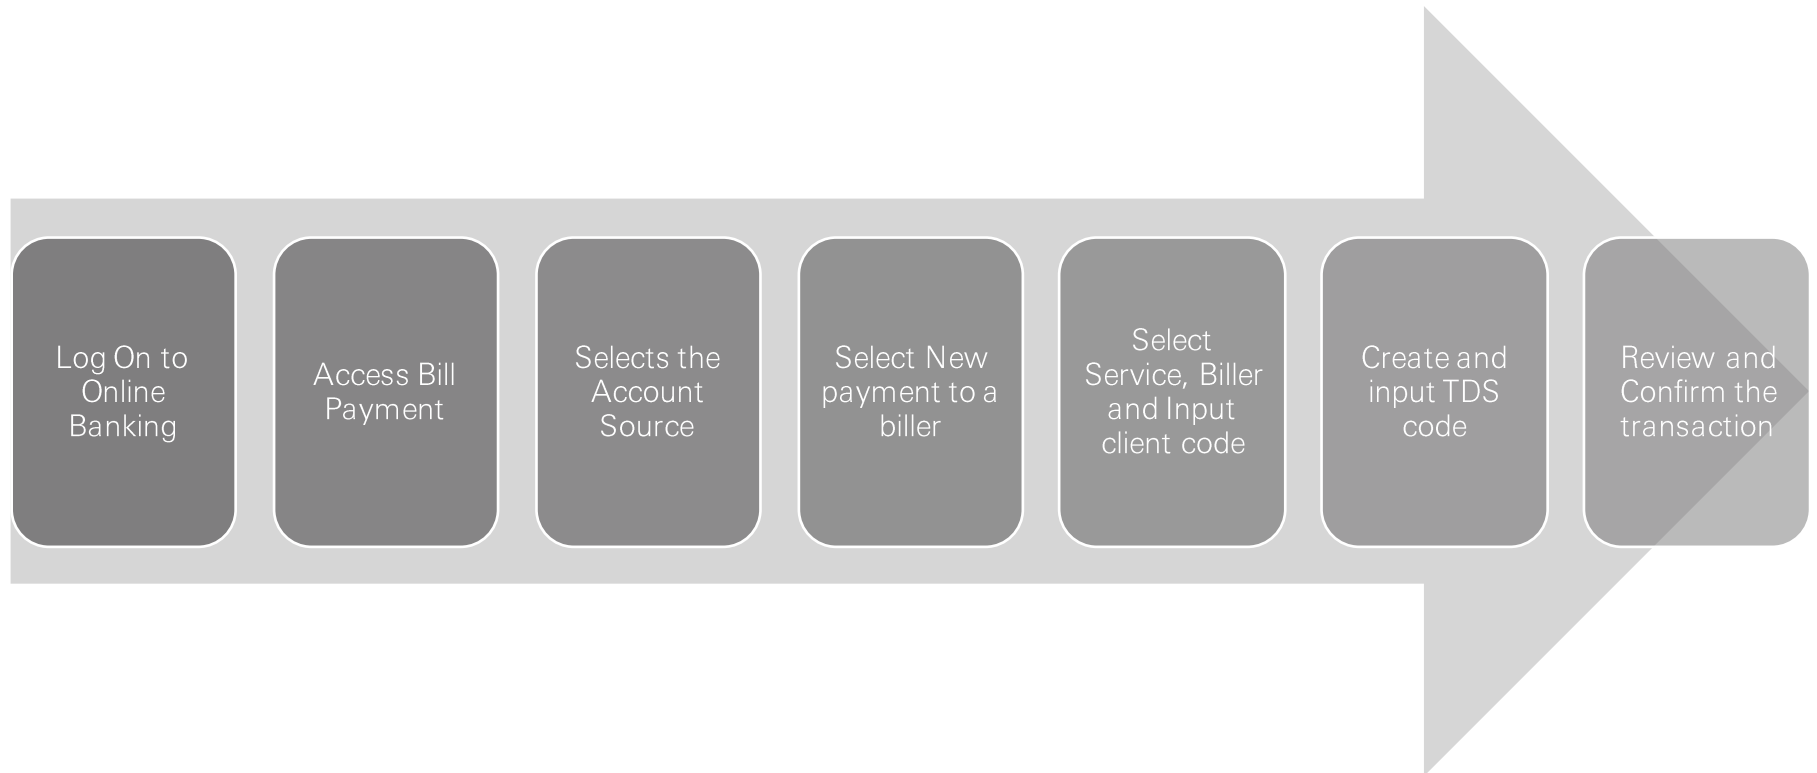 Log On to
Online
Banking
Access Bill
Payment
Selects the
Account
Source
Select New
payment to a
biller
Select
Service, Biller
and Input
client code
Create and
input TDS
code
Review and
Confirm the
transaction